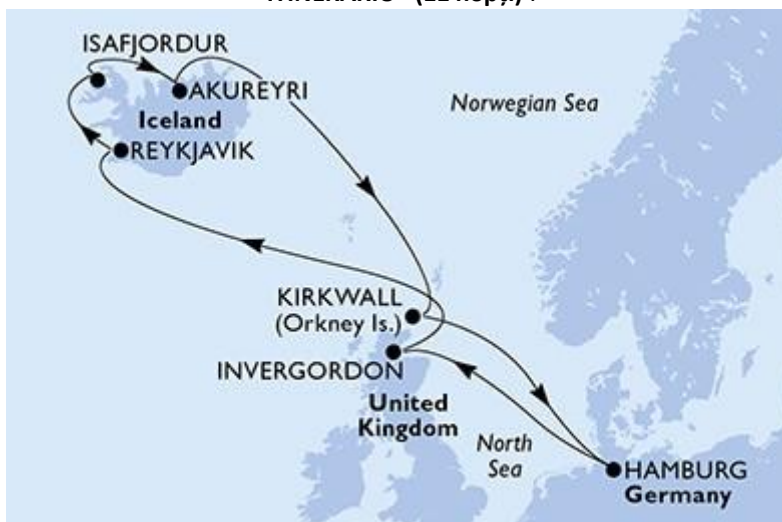 ISAFJORDUR
AKUREYRI
Iceland
REYKJAVIK
Norwegian Sea
KIRKWALL
(Orkney Is.)
INVERGORDON
United
Kingdom
North
Sea
HAMBURG
Germany